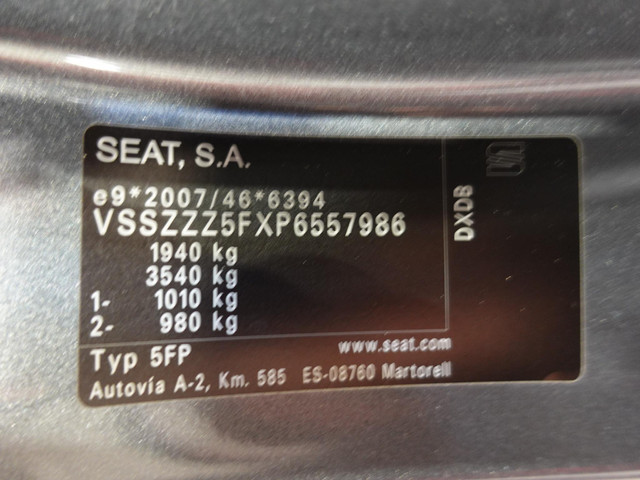 SEAT, S.A.
e9*2007/46*6394
VSSZZZ5FXP6557986
1940 kg
3540 kg
1- 1010 kg
2- 980 kg
DXDB
Typ 5FP
www.seat.com
Autovía A-2, Km. 585 ES-08760 Martorell